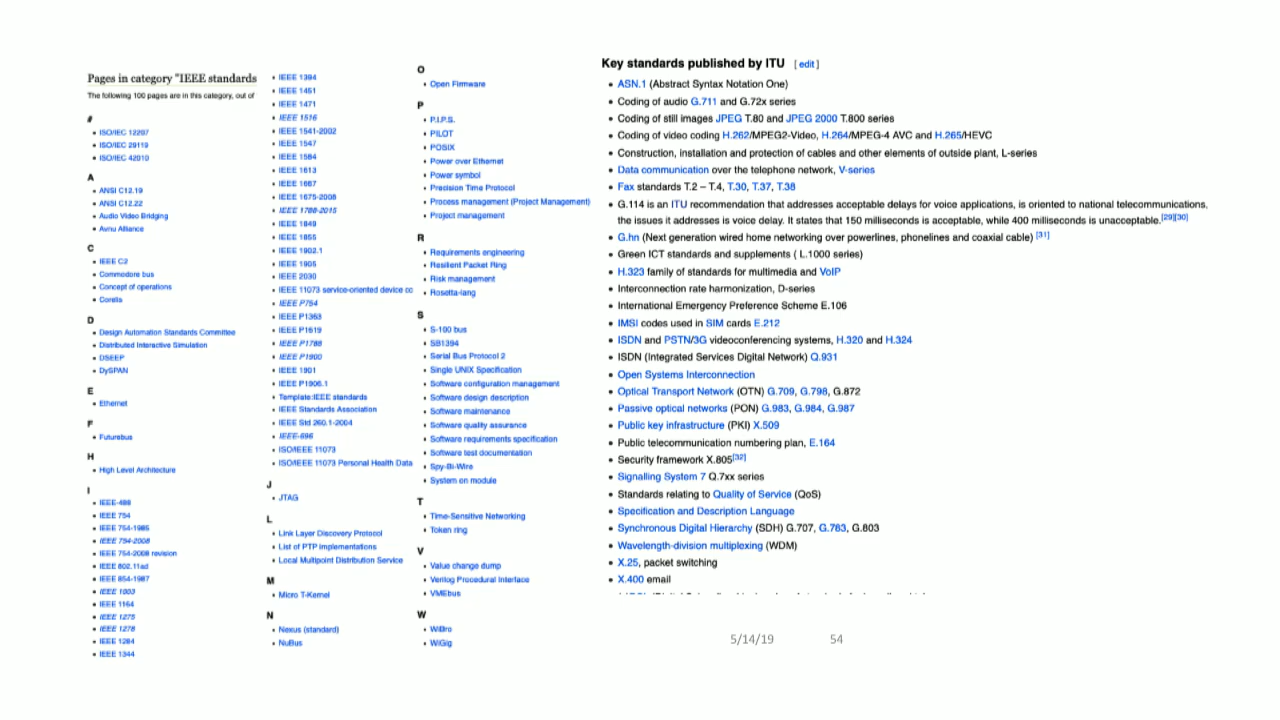 Pages in category "IEEE standards
The following 100 pages are in this category, out of
#
• ISO/IEC 12207
• ISO/IEC 29119
• ISO/IEC 42010
A
• ANSI C12.19
• ANSI C12.22
• Audio Video Bridging
• Avnu Alliance
C
• IEEE C2
• Commodore bus
• Concept of operations
• Corelis
D
• Design Automation Standards Committee
• Distributed Interactive Simulation
• DSEEP
• DySPAN
E
• Ethernet
F
• Futurebus
H
• High Level Architecture
I
• IEEE-488
• IEEE 754
• IEEE 754-1985
• IEEE 754-2008
• IEEE 754-2008 revision
• IEEE 802.11ad
• IEEE 854-1987
• IEEE 1003
• IEEE 1164
• IEEE 1275
• IEEE 1278
• IEEE 1284
• IEEE 1344
• IEEE 1394
• IEEE 1451
• IEEE 1471
• IEEE 1516
• IEEE 1541-2002
• IEEE 1547
• IEEE 1584
• IEEE 1613
• IEEE 1667
• IEEE 1675-2008
• IEEE 1788-2015
• IEEE 1849
• IEEE 1855
• IEEE 1902.1
• IEEE 1905
• IEEE 2030
• IEEE 11073 service-oriented device co
• IEEE P754
• IEEE P1363
• IEEE P1619
• IEEE P1788
• IEEE P1900
• IEEE 1901
• IEEE P1906.1
• Template:IEEE standards
• IEEE Standards Association
• IEEE Std 260.1-2004
• IEEE-696
• ISO/IEEE 11073
• ISO/IEEE 11073 Personal Health Data
J
• JTAG
L
• Link Layer Discovery Protocol
• List of PTP implementations
• Local Multipoint Distribution Service
M
• Micro T-Kernel
N
• Nexus (standard)
• NuBus
O
• Open Firmware
P
• P.I.P.S.
• PILOT
• POSIX
• Power over Ethernet
• Power symbol
• Precision Time Protocol
• Process management (Project Management)
• Project management
R
• Requirements engineering
• Resilient Packet Ring
• Risk management
• Rosetta-lang
S
• S-100 bus
• SB1394
• Serial Bus Protocol 2
• Single UNIX Specification
• Software configuration management
• Software design description
• Software maintenance
• Software quality assurance
• Software requirements specification
• Software test documentation
• Spy-Bi-Wire
• System on module
T
• Time-Sensitive Networking
• Token ring
V
• Value change dump
• Verilog Procedural Interface
• VMEbus
W
• WiBro
• WiGig
Key standards published by ITU [ edit ]
• ASN.1 (Abstract Syntax Notation One)
• Coding of audio G.711 and G.72x series
• Coding of still images JPEG T.80 and JPEG 2000 T.800 series
• Coding of video coding H.262/MPEG2-Video, H.264/MPEG-4 AVC and H.265/HEVC
• Construction, installation and protection of cables and other elements of outside plant, L-series
• Data communication over the telephone network, V-series
• Fax standards T.2 – T.4, T.30, T.37, T.38
• G.114 is an ITU recommendation that addresses acceptable delays for voice applications, is oriented to national telecommunications,
the issues it addresses is voice delay. It states that 150 milliseconds is acceptable, while 400 milliseconds is unacceptable.[29][30]
• G.hn (Next generation wired home networking over powerlines, phonelines and coaxial cable) [31]
• Green ICT standards and supplements ( L.1000 series)
• H.323 family of standards for multimedia and VoIP
• Interconnection rate harmonization, D-series
• International Emergency Preference Scheme E.106
• IMSI codes used in SIM cards E.212
• ISDN and PSTN/3G videoconferencing systems, H.320 and H.324
• ISDN (Integrated Services Digital Network) Q.931
• Open Systems Interconnection
• Optical Transport Network (OTN) G.709, G.798, G.872
• Passive optical networks (PON) G.983, G.984, G.987
• Public key infrastructure (PKI) X.509
• Public telecommunication numbering plan, E.164
• Security framework X.805[32]
• Signalling System 7 Q.7xx series
• Standards relating to Quality of Service (QoS)
• Specification and Description Language
• Synchronous Digital Hierarchy (SDH) G.707, G.783, G.803
• Wavelength-division multiplexing (WDM)
• X.25, packet switching
• X.400 email
5/14/19 54